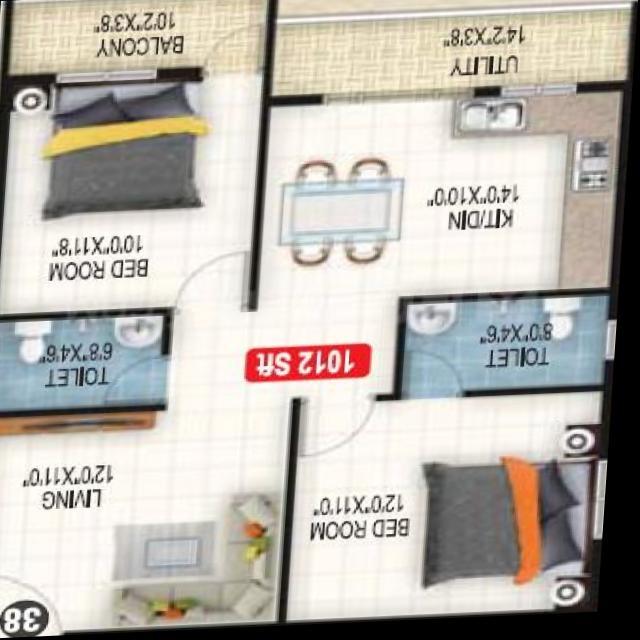 38
LIVING
12'0"X11'0"
BED ROOM
12'0"X11'0"
TOILET
6'8"X4'6"
1012 Sft
TOILET
8'0"X4'6"
BED ROOM
10'0"X11'8"
KIT/DIN
14'0"X10'0"
BALCONY
10'2"X3'8"
UTILITY
14'2"X3'8"